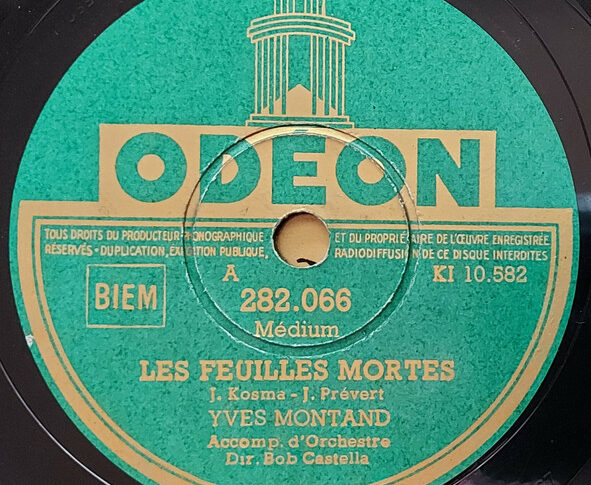 ODEON
TOUS DROITS DU PRODUCTEUR PHONOGRAPHIQUE ET DU PROPRIÉTAIRE DE L'ŒUVRE ENREGISTRÉE
RÉSERVÉS - DUPLICATION, EXÉCUTION PUBLIQUE, RADIODIFFUSION DE CE DISQUE INTERDITES
A KI 10.582
BIEM
282.066
Médium
LES FEUILLES MORTES
J. Kosma - J. Prévert
YVES MONTAND
Accomp. d'Orchestre
Dir. Bob Castella